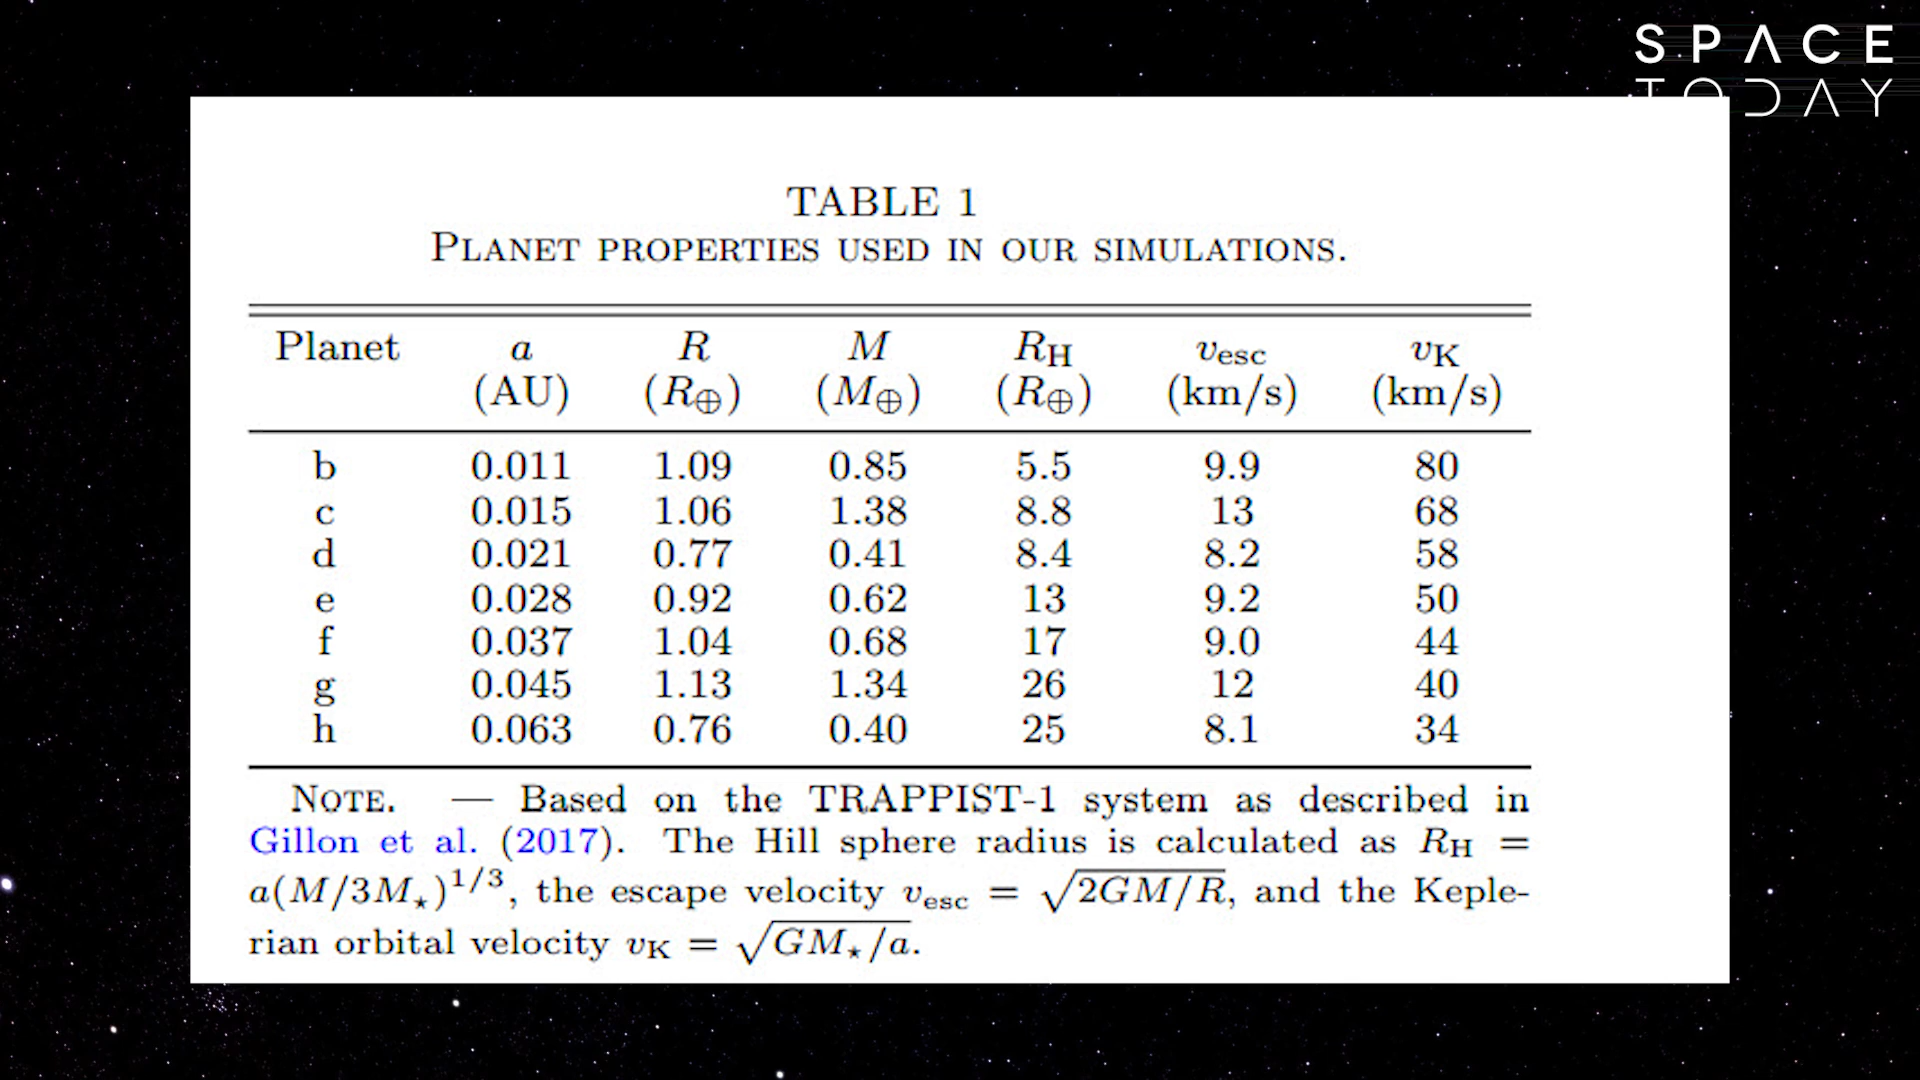 SPACE
TODAY
TABLE 1
PLANET PROPERTIES USED IN OUR SIMULATIONS.
Planet a R M R_H v_esc v_K
(AU) (R⊕) (M⊕) (R⊕) (km/s) (km/s)
b 0.011 1.09 0.85 5.5 9.9 80
c 0.015 1.06 1.38 8.8 13 68
d 0.021 0.77 0.41 8.4 8.2 58
e 0.028 0.92 0.62 13 9.2 50
f 0.037 1.04 0.68 17 9.0 44
g 0.045 1.13 1.34 26 12 40
h 0.063 0.76 0.40 25 8.1 34
NOTE. — Based on the TRAPPIST-1 system as described in
Gillon et al. (2017). The Hill sphere radius is calculated as R_H =
a(M/3M⋆)^1/3, the escape velocity v_esc = √2GM/R, and the Keple-
rian orbital velocity v_K = √GM⋆/a.